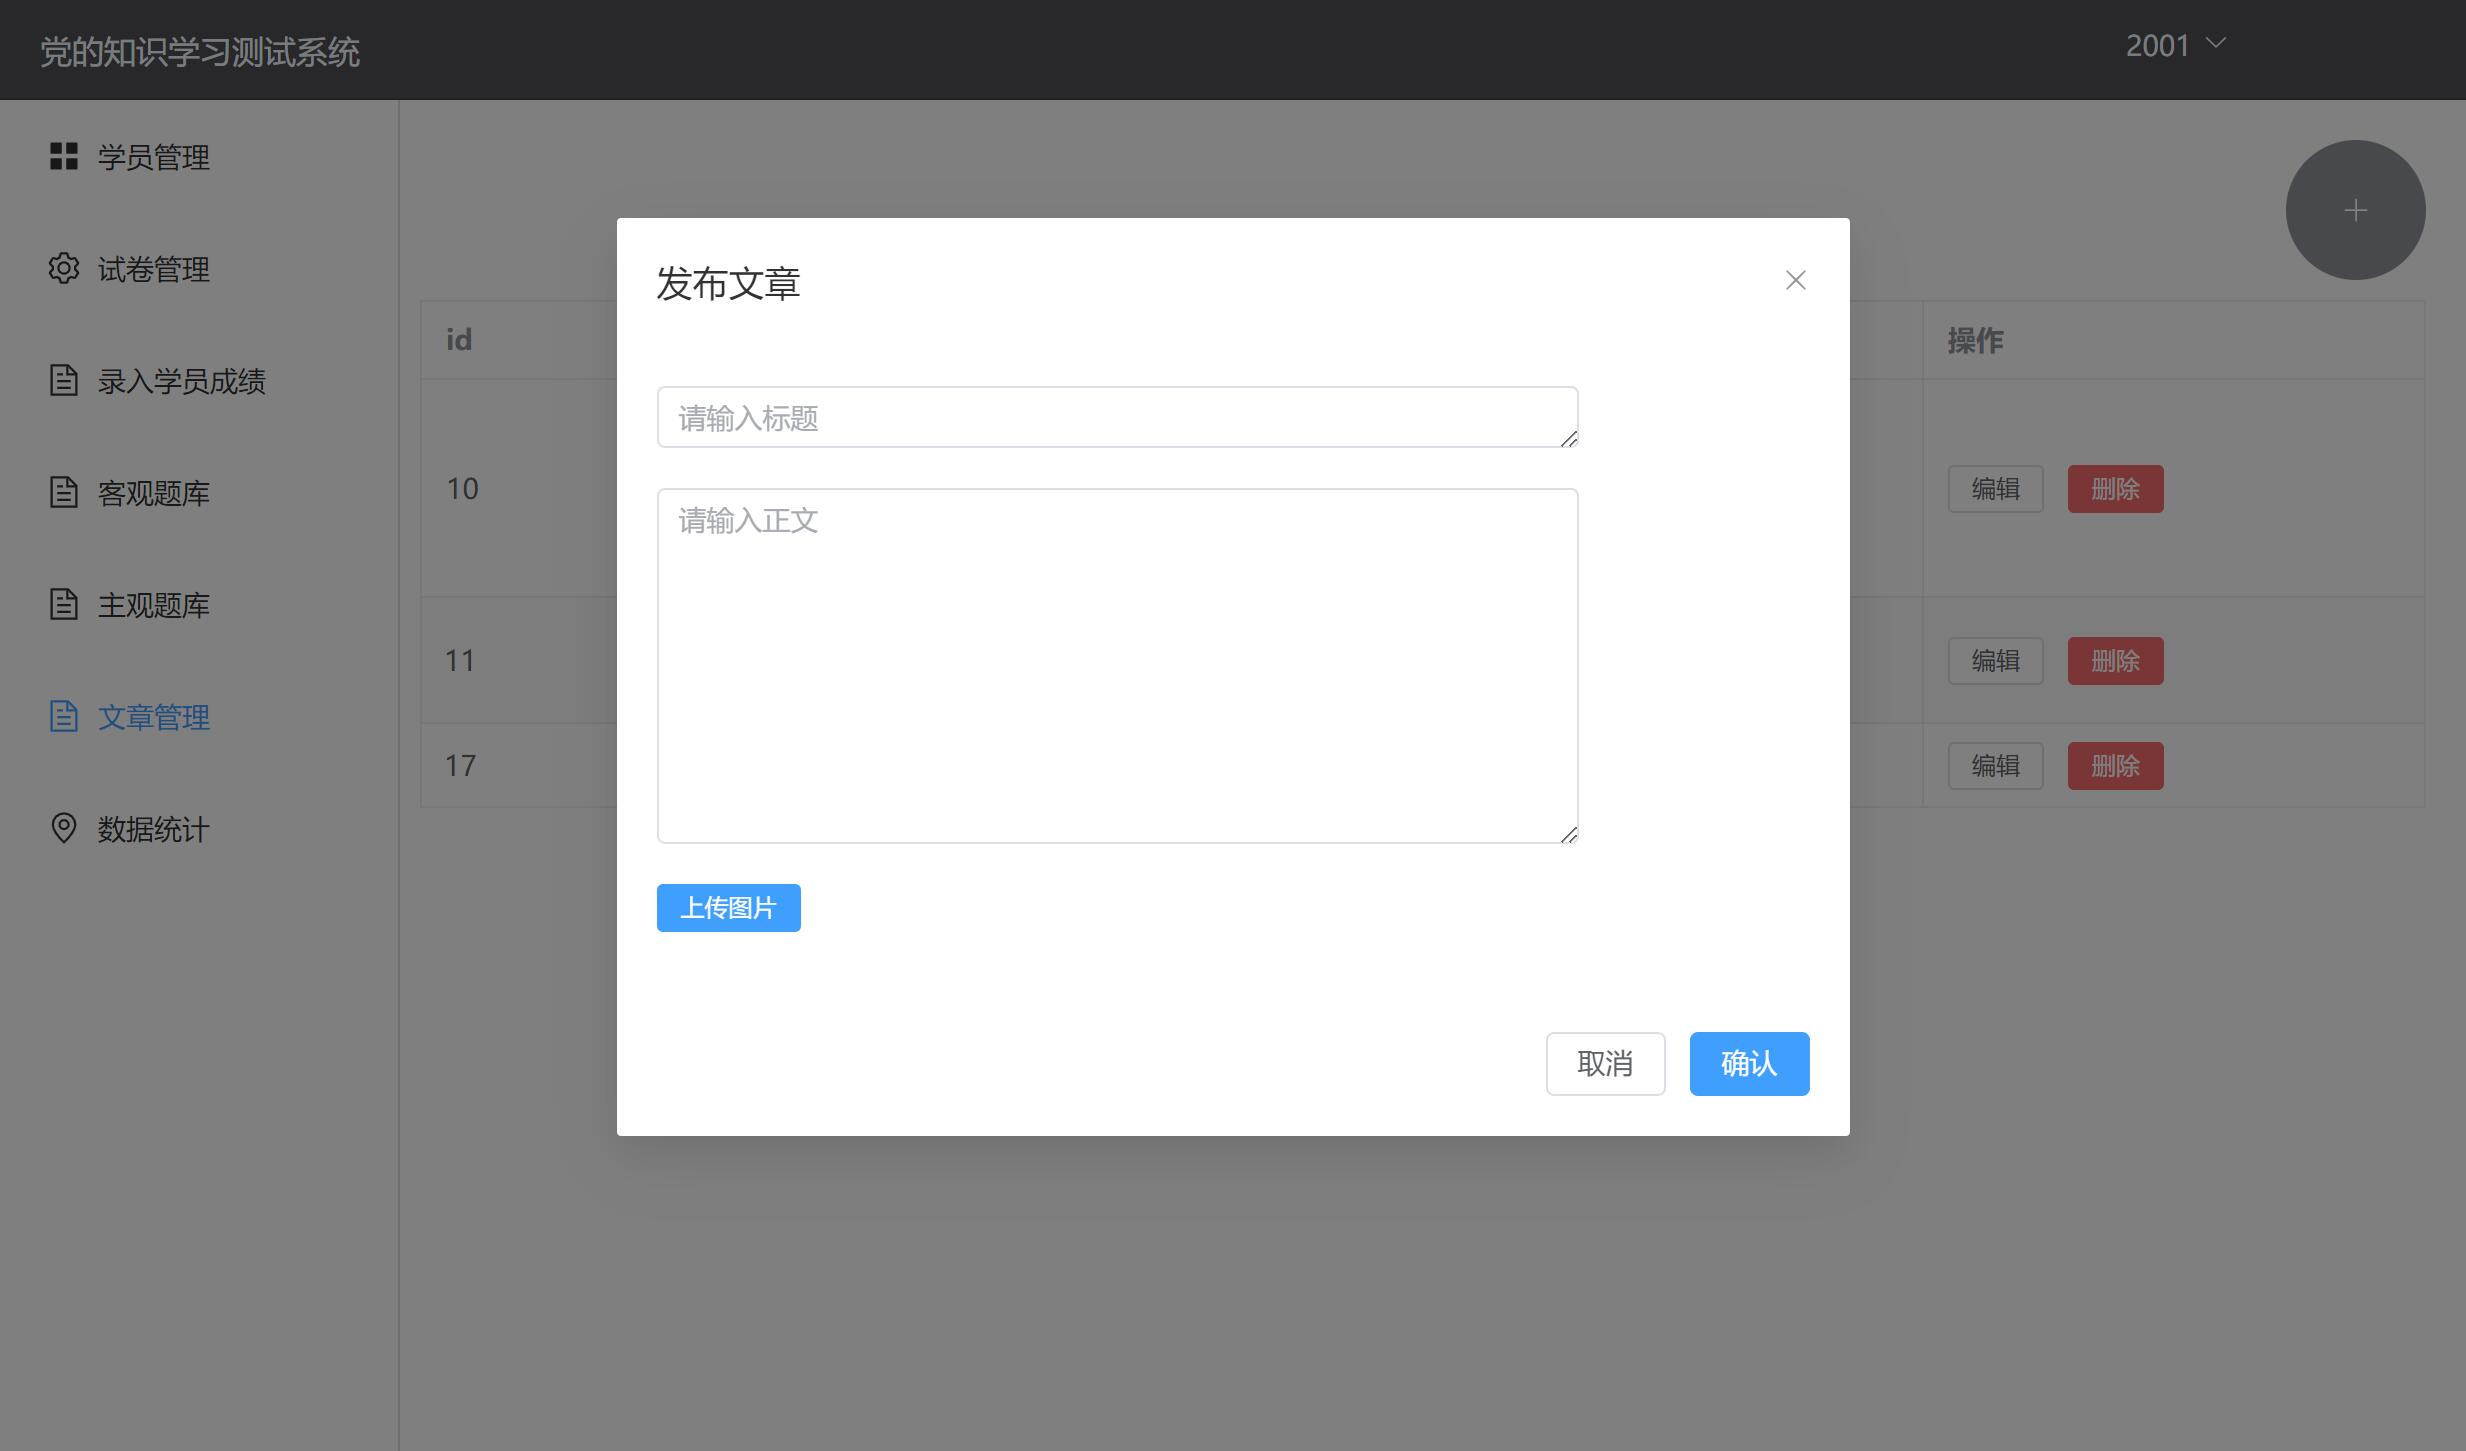 党的知识学习测试系统
2001
学员管理
试卷管理
录入学员成绩
客观题库
主观题库
文章管理
数据统计
id
操作
10
编辑 删除
11
编辑 删除
17
编辑 删除
发布文章
请输入标题
请输入正文
上传图片
取消 确认